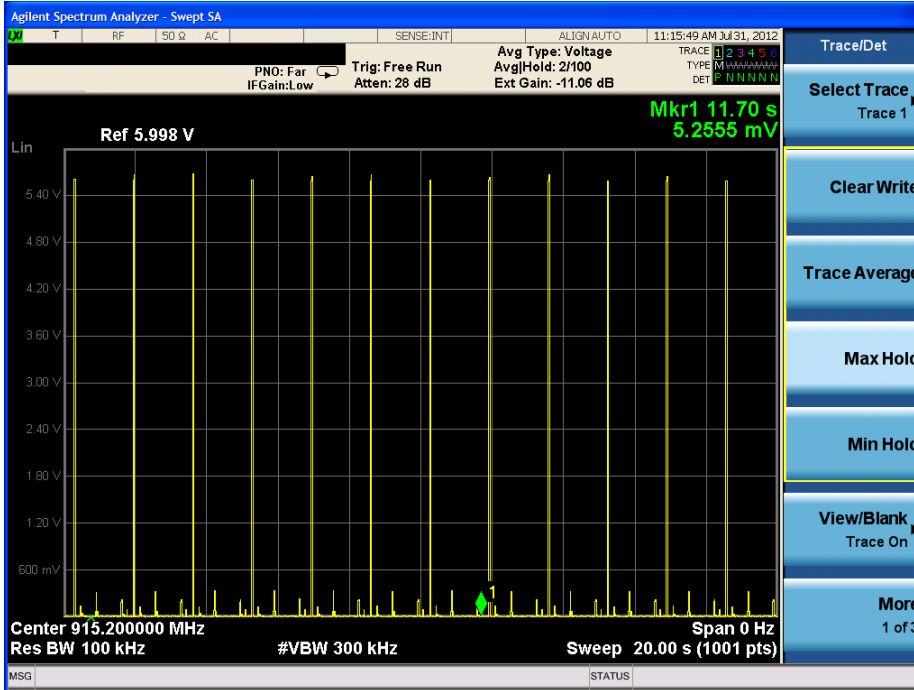 Agilent Spectrum Analyzer - Swept SA
LXI T RF 50 Ω AC SENSE:INT ALIGN AUTO 11:15:49 AM Jul 31, 2012
PNO: Far
IFGain:Low
Trig: Free Run
Atten: 28 dB
Avg Type: Voltage
Avg|Hold: 2/100
Ext Gain: -11.06 dB
TRACE 1 2 3 4 5 6
TYPE M
DET P N N N N N
Mkr1 11.70 s
5.2555 mV
Ref 5.998 V
Lin
5.40 V
4.80 V
4.20 V
3.60 V
3.00 V
2.40 V
1.80 V
1.20 V
600 mV
1
Center 915.200000 MHz
Span 0 Hz
Res BW 100 kHz
#VBW 300 kHz
Sweep 20.00 s (1001 pts)
MSG
STATUS
Trace/Det
Select Trace
Trace 1
Clear Write
Trace Average
Max Hold
Min Hold
View/Blank
Trace On
More
1 of 3